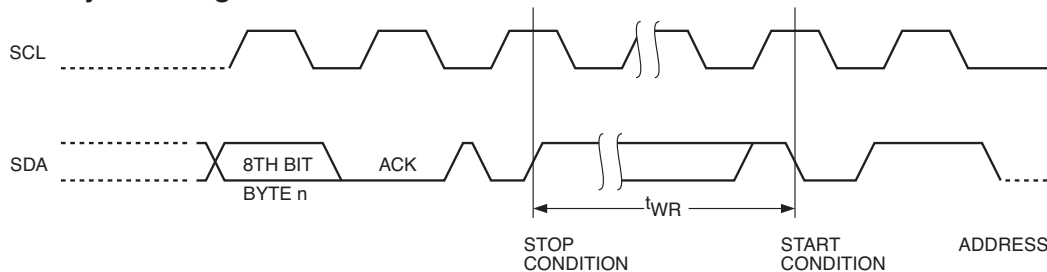 SCL
SDA
8TH BIT
ACK
BYTE n
tWR
STOP
CONDITION
START
CONDITION
ADDRESS